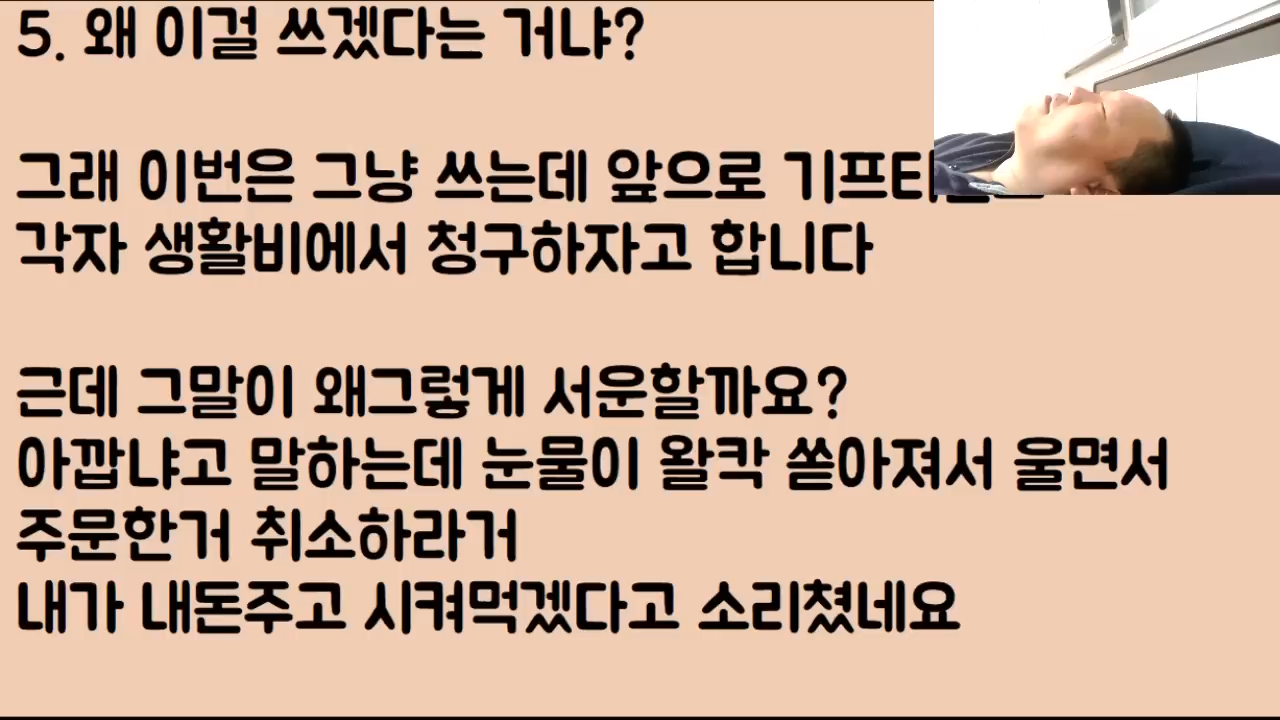 5. 왜 이걸 쓰겠다는 거냐?
그래 이번은 그냥 쓰는데 앞으로
각자 생활비에서 청구하자고 합니다
근데 그말이 왜그렇게 서운할까요?
아깝냐고 말하는데 눈물이 왈칵 쏟아져서 울면서
주문한거 취소하라거
내가 내돈주고 시켜먹겠다고 소리쳤네요